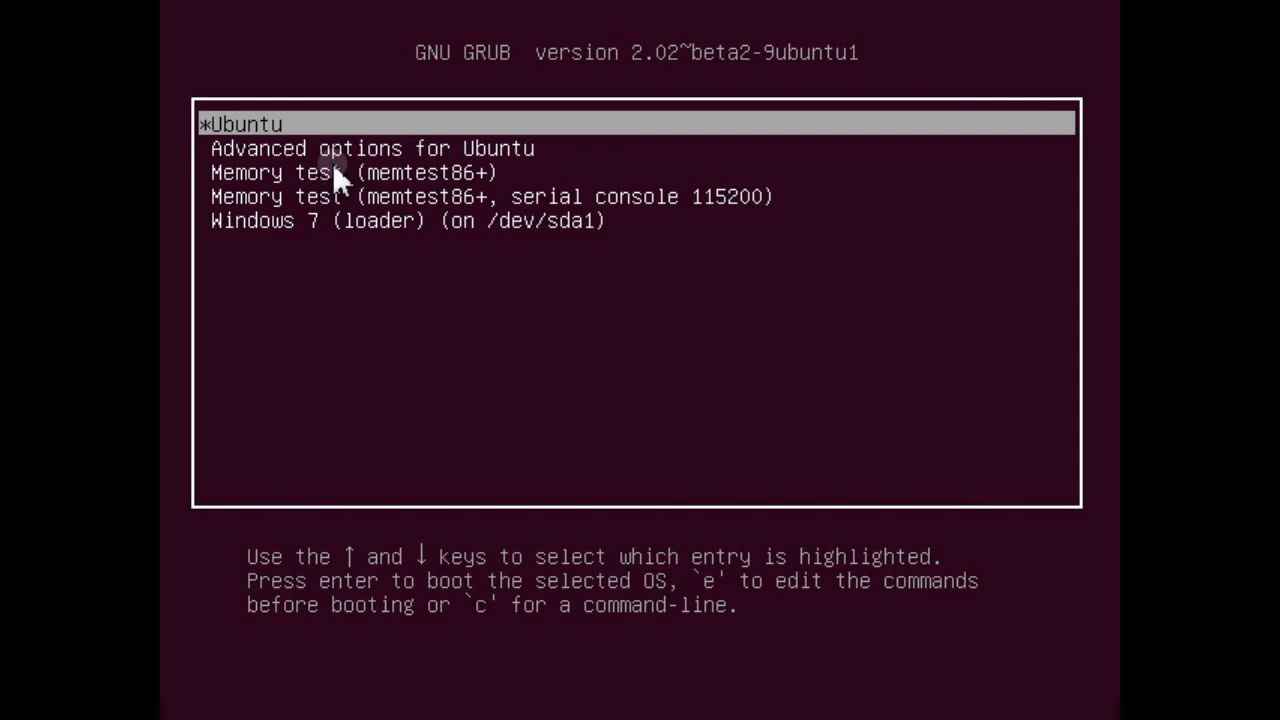 GNU GRUB version 2.02~beta2-9ubuntu1
*Ubuntu
Advanced options for Ubuntu
Memory test (memtest86+)
Memory test (memtest86+, serial console 115200)
Windows 7 (loader) (on /dev/sda1)
Use the ↑ and ↓ keys to select which entry is highlighted.
Press enter to boot the selected OS, `e' to edit the commands
before booting or `c' for a command-line.